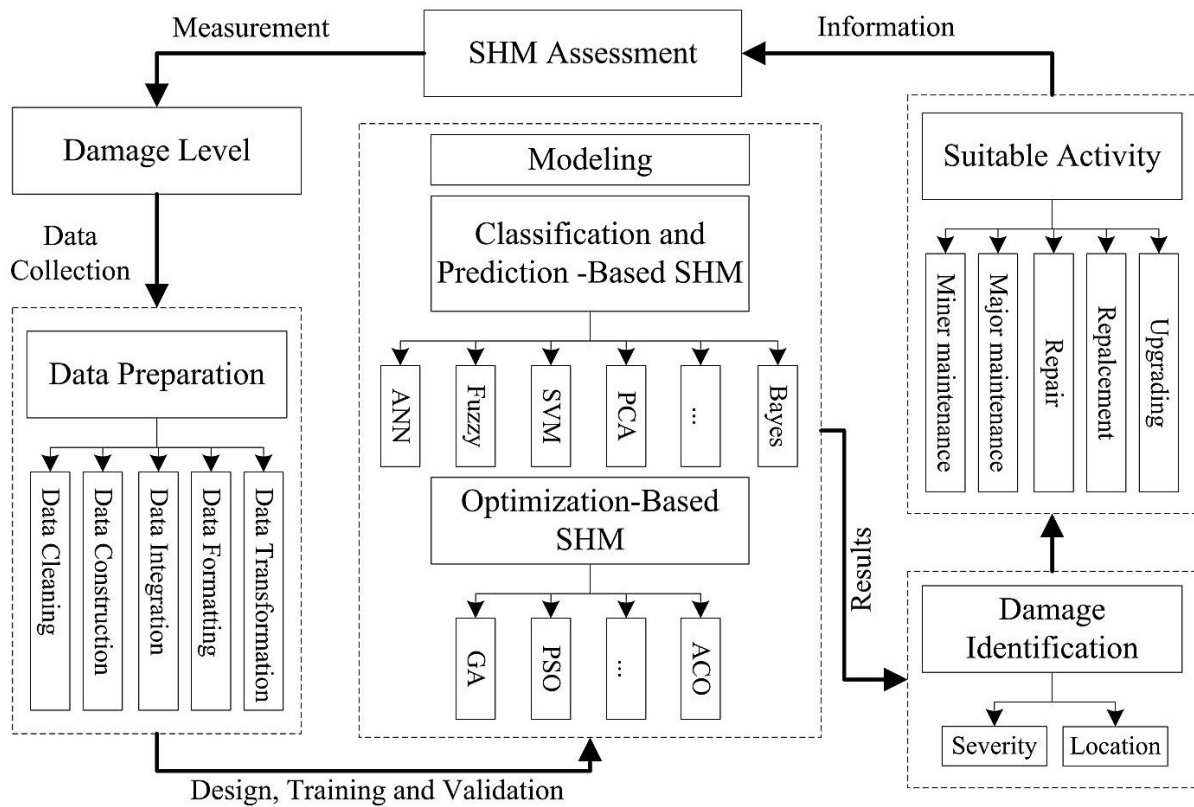 Measurement
SHM Assessment
Information
Damage Level
Data
Collection
Data Preparation
Data Cleaning
Data Construction
Data Integration
Data Formatting
Data Transformation
Design, Training and Validation
Modeling
Classification and
Prediction -Based SHM
ANN
Fuzzy
SVM
PCA
...
Bayes
Optimization-Based
SHM
GA
PSO
...
ACO
Results
Damage
Identification
Severity
Location
Suitable Activity
Miner maintenance
Major maintenance
Repair
Repalcement
Upgrading